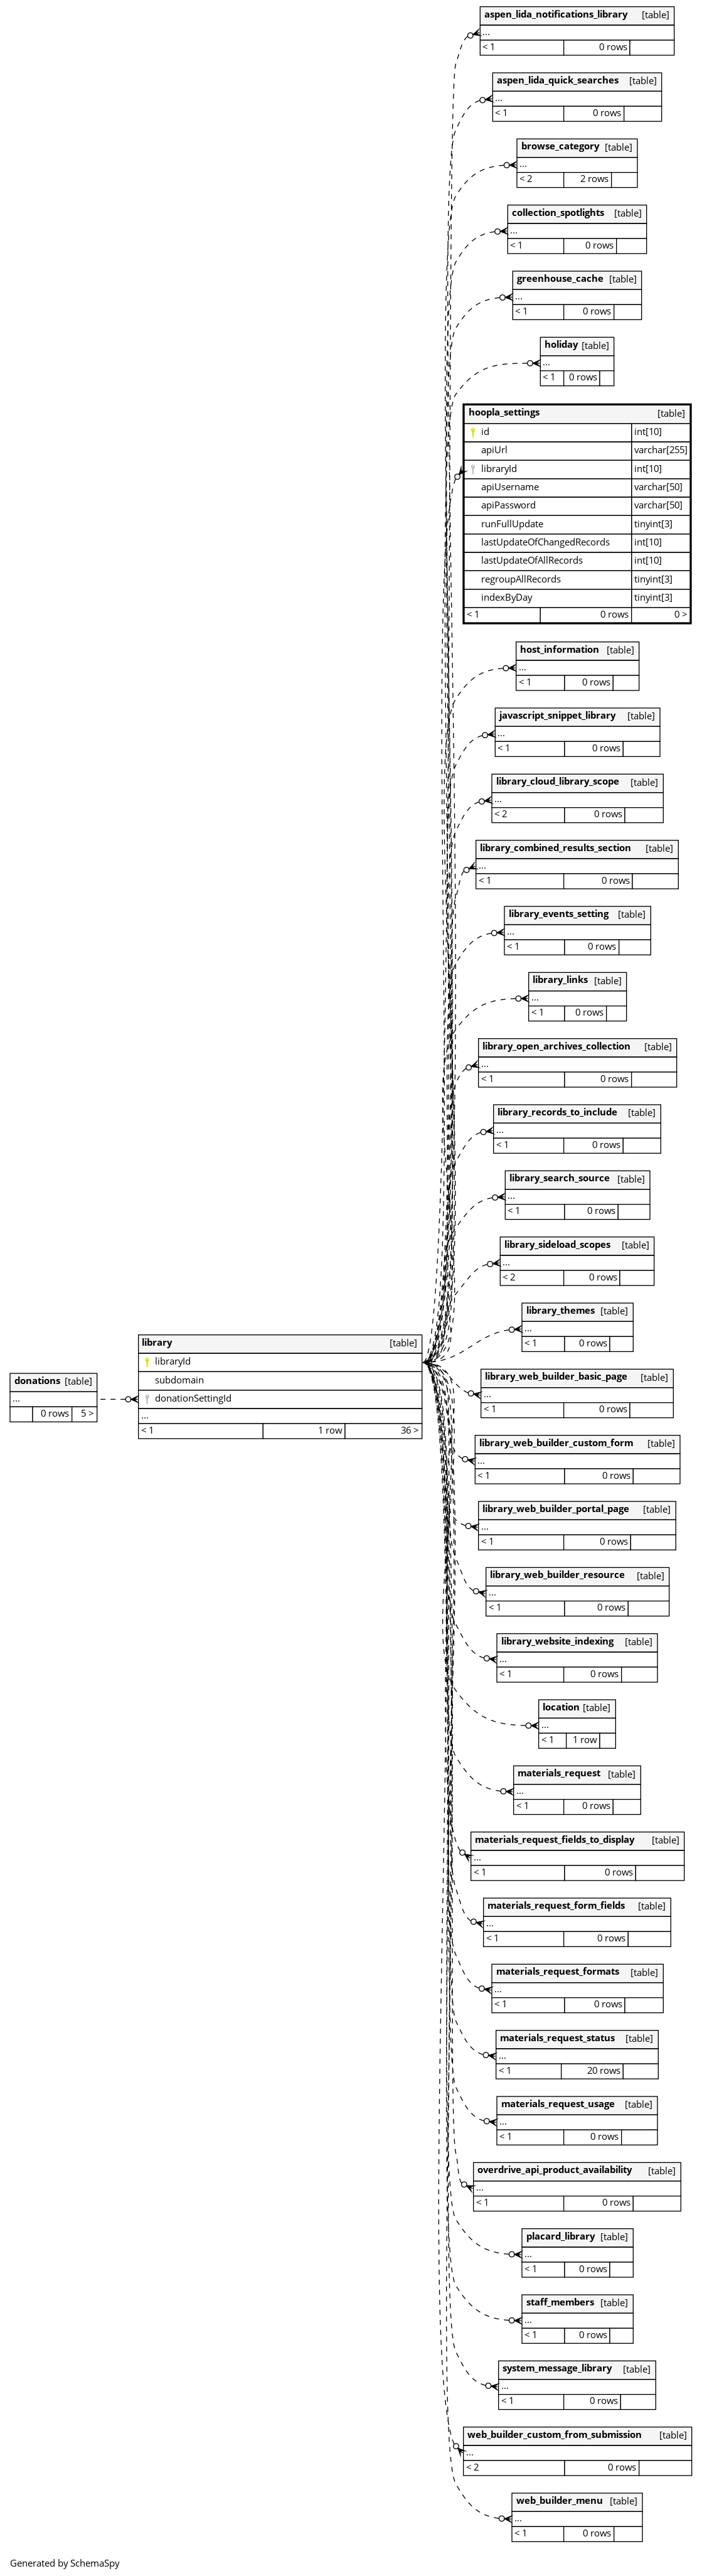 aspen_lida_notifications_library [table]
...
< 1 0 rows
aspen_lida_quick_searches [table]
...
< 1 0 rows
browse_category [table]
...
< 2 2 rows
collection_spotlights [table]
...
< 1 0 rows
greenhouse_cache [table]
...
< 1 0 rows
holiday [table]
...
< 1 0 rows
hoopla_settings [table]
id int[10]
apiUrl varchar[255]
libraryId int[10]
apiUsername varchar[50]
apiPassword varchar[50]
runFullUpdate tinyint[3]
lastUpdateOfChangedRecords int[10]
lastUpdateOfAllRecords int[10]
regroupAllRecords tinyint[3]
indexByDay tinyint[3]
< 1 0 rows 0 >
host_information [table]
...
< 1 0 rows
javascript_snippet_library [table]
...
< 1 0 rows
library_cloud_library_scope [table]
...
< 2 0 rows
library_combined_results_section [table]
...
< 1 0 rows
library_events_setting [table]
...
< 1 0 rows
library_links [table]
...
< 1 0 rows
library_open_archives_collection [table]
...
< 1 0 rows
library_records_to_include [table]
...
< 1 0 rows
library_search_source [table]
...
< 1 0 rows
library_sideload_scopes [table]
...
< 2 0 rows
library_themes [table]
...
< 1 0 rows
donations [table]
...
0 rows 5 >
library [table]
libraryId
subdomain
donationSettingId
...
< 1 1 row 36 >
library_web_builder_basic_page [table]
...
< 1 0 rows
library_web_builder_custom_form [table]
...
< 1 0 rows
library_web_builder_portal_page [table]
...
< 1 0 rows
library_web_builder_resource [table]
...
< 1 0 rows
library_website_indexing [table]
...
< 1 0 rows
location [table]
...
< 1 1 row
materials_request [table]
...
< 1 0 rows
materials_request_fields_to_display [table]
...
< 1 0 rows
materials_request_form_fields [table]
...
< 1 0 rows
materials_request_formats [table]
...
< 1 0 rows
materials_request_status [table]
...
< 1 20 rows
materials_request_usage [table]
...
< 1 0 rows
overdrive_api_product_availability [table]
...
< 1 0 rows
placard_library [table]
...
< 1 0 rows
staff_members [table]
...
< 1 0 rows
system_message_library [table]
...
< 1 0 rows
web_builder_custom_from_submission [table]
...
< 2 0 rows
web_builder_menu [table]
...
< 1 0 rows
Generated by SchemaSpy